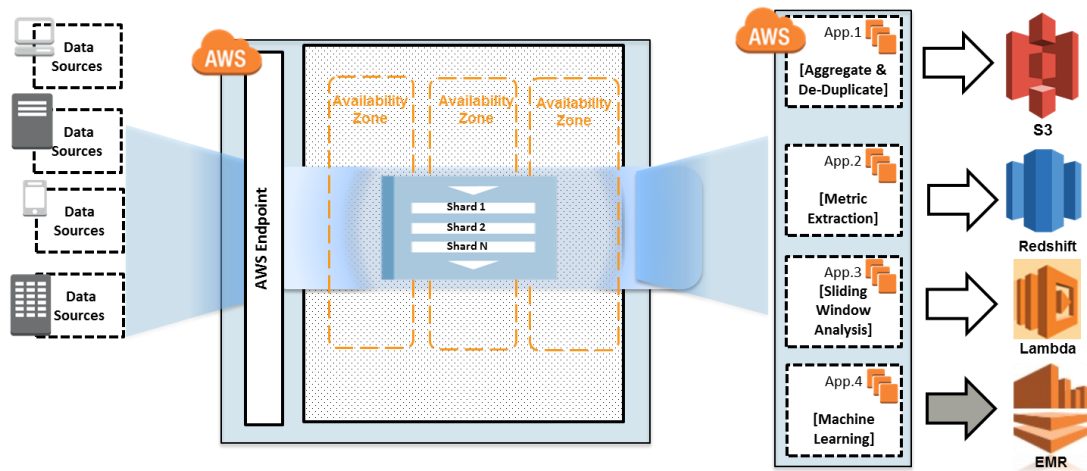 Data
Sources
Data
Sources
Data
Sources
Data
Sources
AWS
AWS Endpoint
Availability
Zone
Availability
Zone
Availability
Zone
Shard 1
Shard 2
Shard N
AWS
App.1
[Aggregate &
De-Duplicate]
S3
App.2
[Metric
Extraction]
Redshift
App.3
[Sliding
Window
Analysis]
Lambda
App.4
[Machine
Learning]
EMR